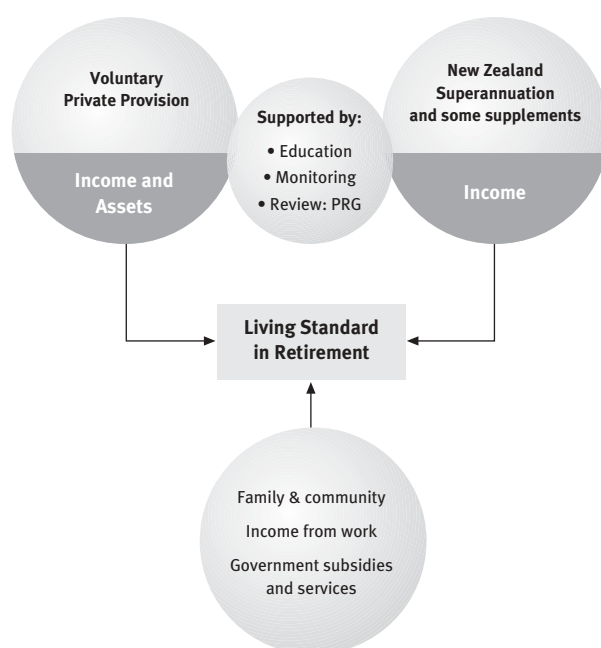 Voluntary
Private Provision
Income and
Assets
Supported by:
• Education
• Monitoring
• Review: PRG
New Zealand
Superannuation
and some supplements
Income
Living Standard
in Retirement
Family & community
Income from work
Government subsidies
and services